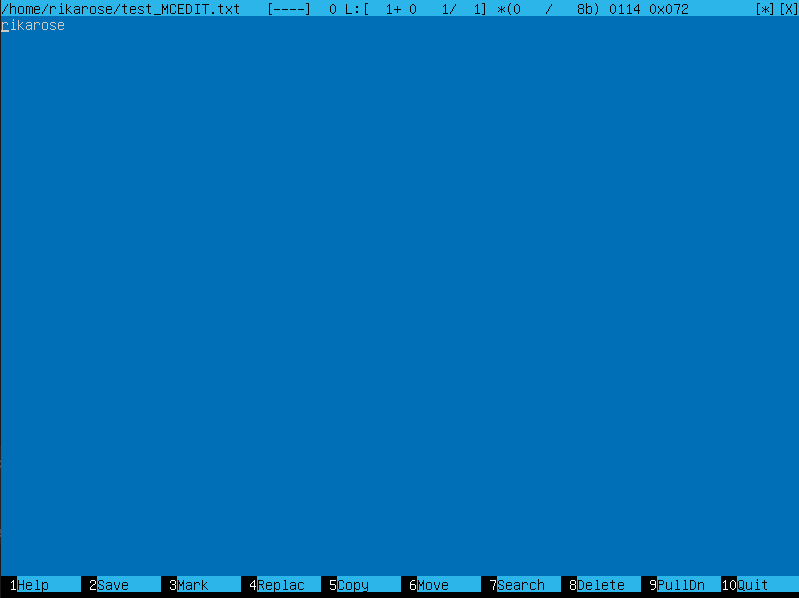 /home/rikarose/test_MCEDIT.txt   [----]  0 L:[  1+ 0   1/  1] *(0   /   8b) 0114 0x072        [*][X]
rikarose
1Help 2Save 3Mark 4Replac 5Copy 6Move 7Search 8Delete 9PullDn 10Quit